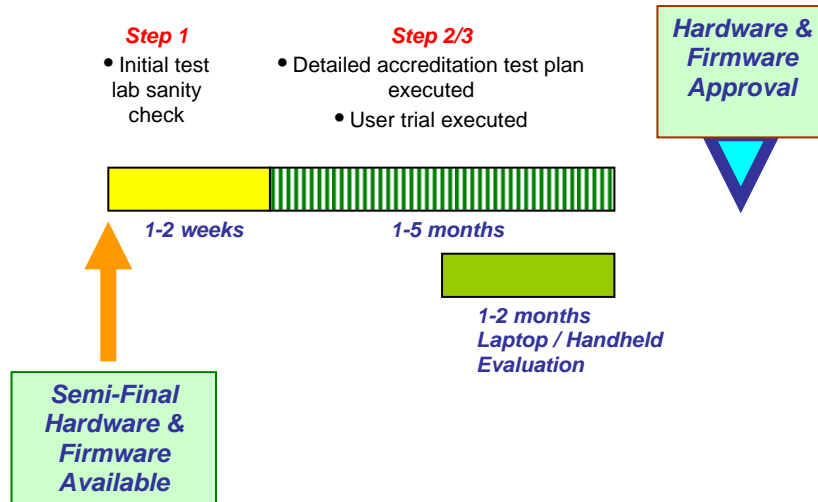 Step 1
• Initial test
lab sanity
check
Step 2/3
• Detailed accreditation test plan
executed
• User trial executed
Hardware &
Firmware
Approval
1-2 weeks
1-5 months
1-2 months
Laptop / Handheld
Evaluation
Semi-Final
Hardware &
Firmware
Available